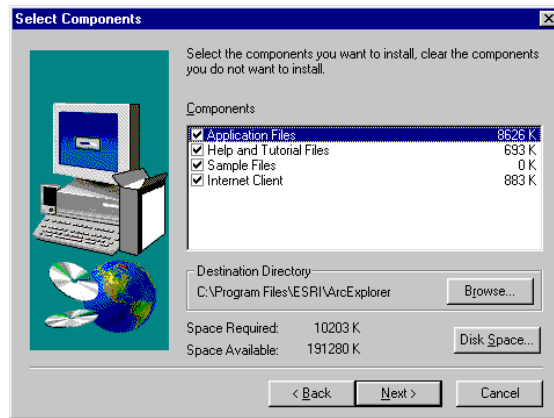 Select Components
Select the components you want to install, clear the components
you do not want to install.
Components
Application Files 8626 K
Help and Tutorial Files 693 K
Sample Files 0 K
Internet Client 883 K
Destination Directory
C:\Program Files\ESRI\ArcExplorer
Browse...
Space Required: 10203 K
Space Available: 191280 K
Disk Space...
< Back
Next >
Cancel